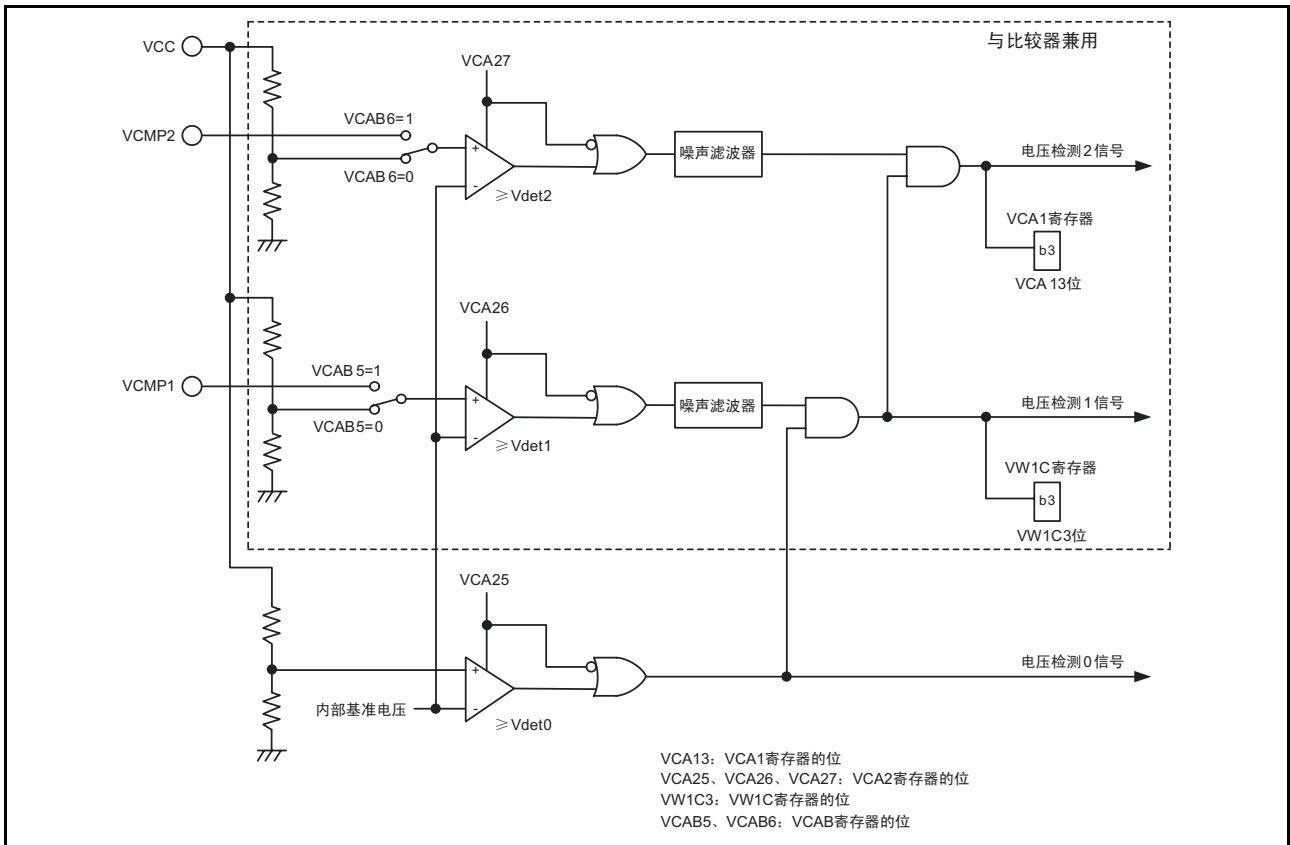 与比较器兼用
VCC
VCA27
VCAB6=1
VCMP2
VCAB 6=0
+
-
≥Vdet2
噪声滤波器
电压检测2信号
VCA1寄存器
b3
VCA 13位
VCA26
VCAB 5=1
VCMP1
VCAB5=0
+
-
≥Vdet1
噪声滤波器
电压检测1信号
VW1C寄存器
b3
VW1C3位
VCA25
+
-
内部基准电压
≥Vdet0
电压检测0信号
VCA13：VCA1寄存器的位
VCA25、VCA26、VCA27：VCA2寄存器的位
VW1C3：VW1C寄存器的位
VCAB5、VCAB6：VCAB寄存器的位